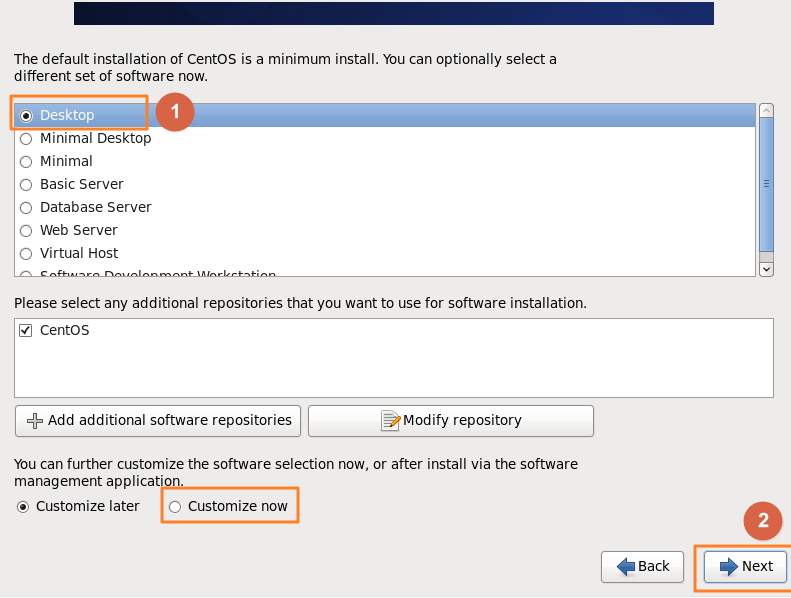 The default installation of CentOS is a minimum install. You can optionally select a
different set of software now.
Desktop
1
Minimal Desktop
Minimal
Basic Server
Database Server
Web Server
Virtual Host
Software Development Workstation
Please select any additional repositories that you want to use for software installation.
CentOS
Add additional software repositories
Modify repository
You can further customize the software selection now, or after install via the software
management application.
Customize later
Customize now
2
Back
Next